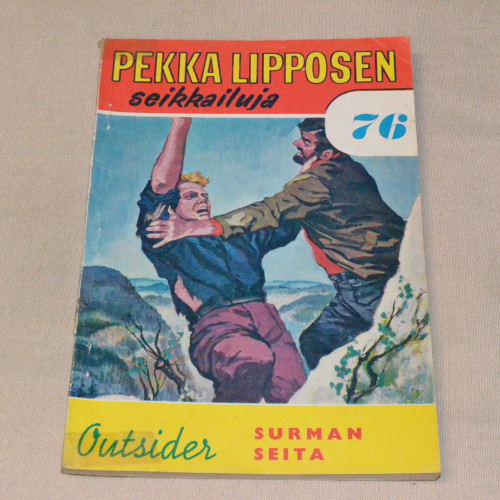 PEKKA LIPPOSEN
seikkailuja
76
Outsider
SURMAN
SEITA